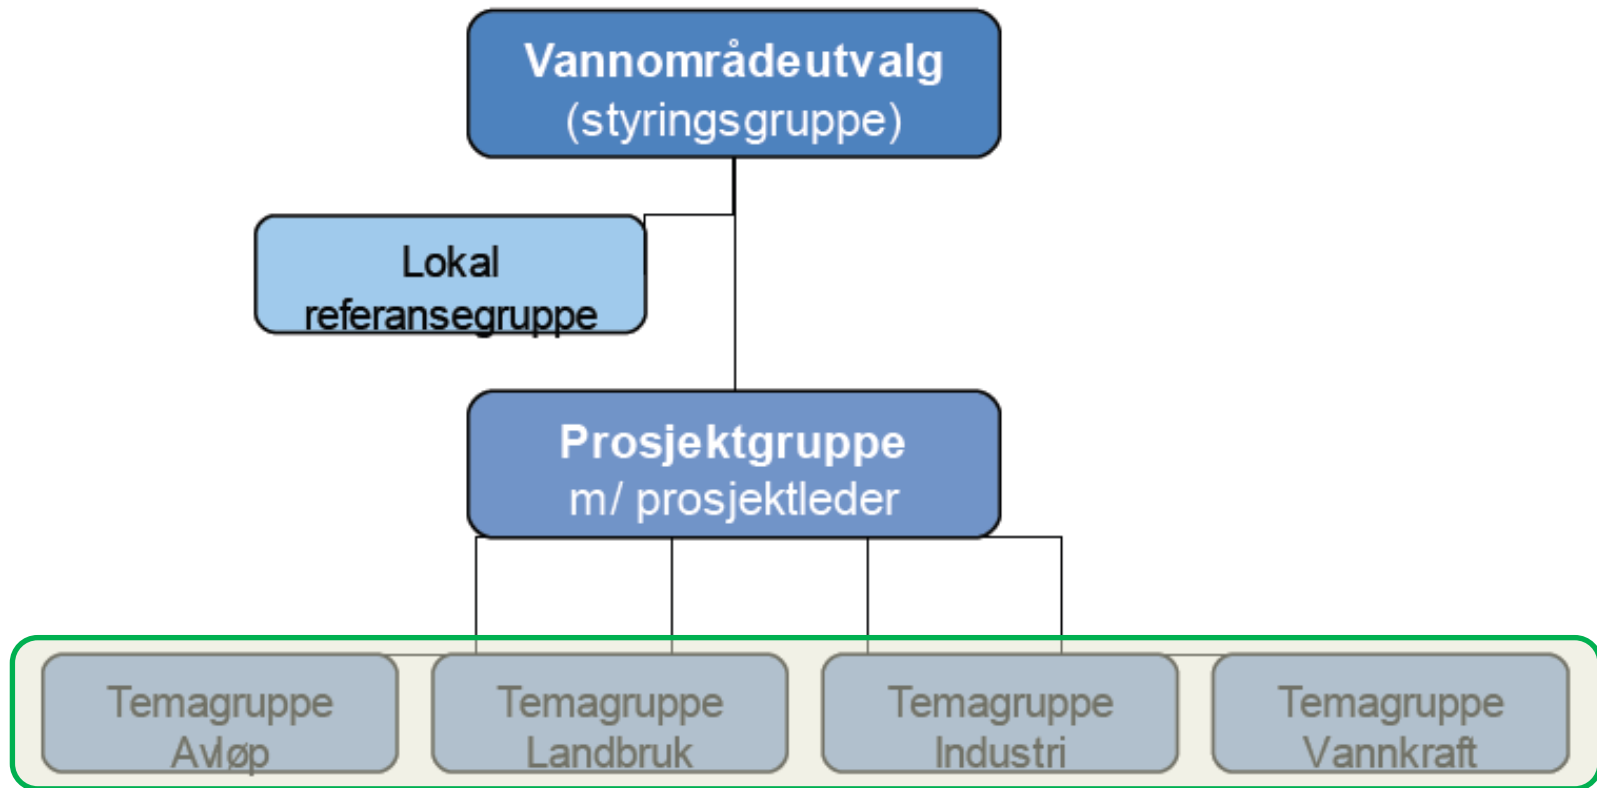 Vannområdeutvalg
(styringsgruppe)
Lokal
referansegruppe
Prosjektgruppe
m/ prosjektleder
Temagruppe
Avløp
Temagruppe
Landbruk
Temagruppe
Industri
Temagruppe
Vannkraft